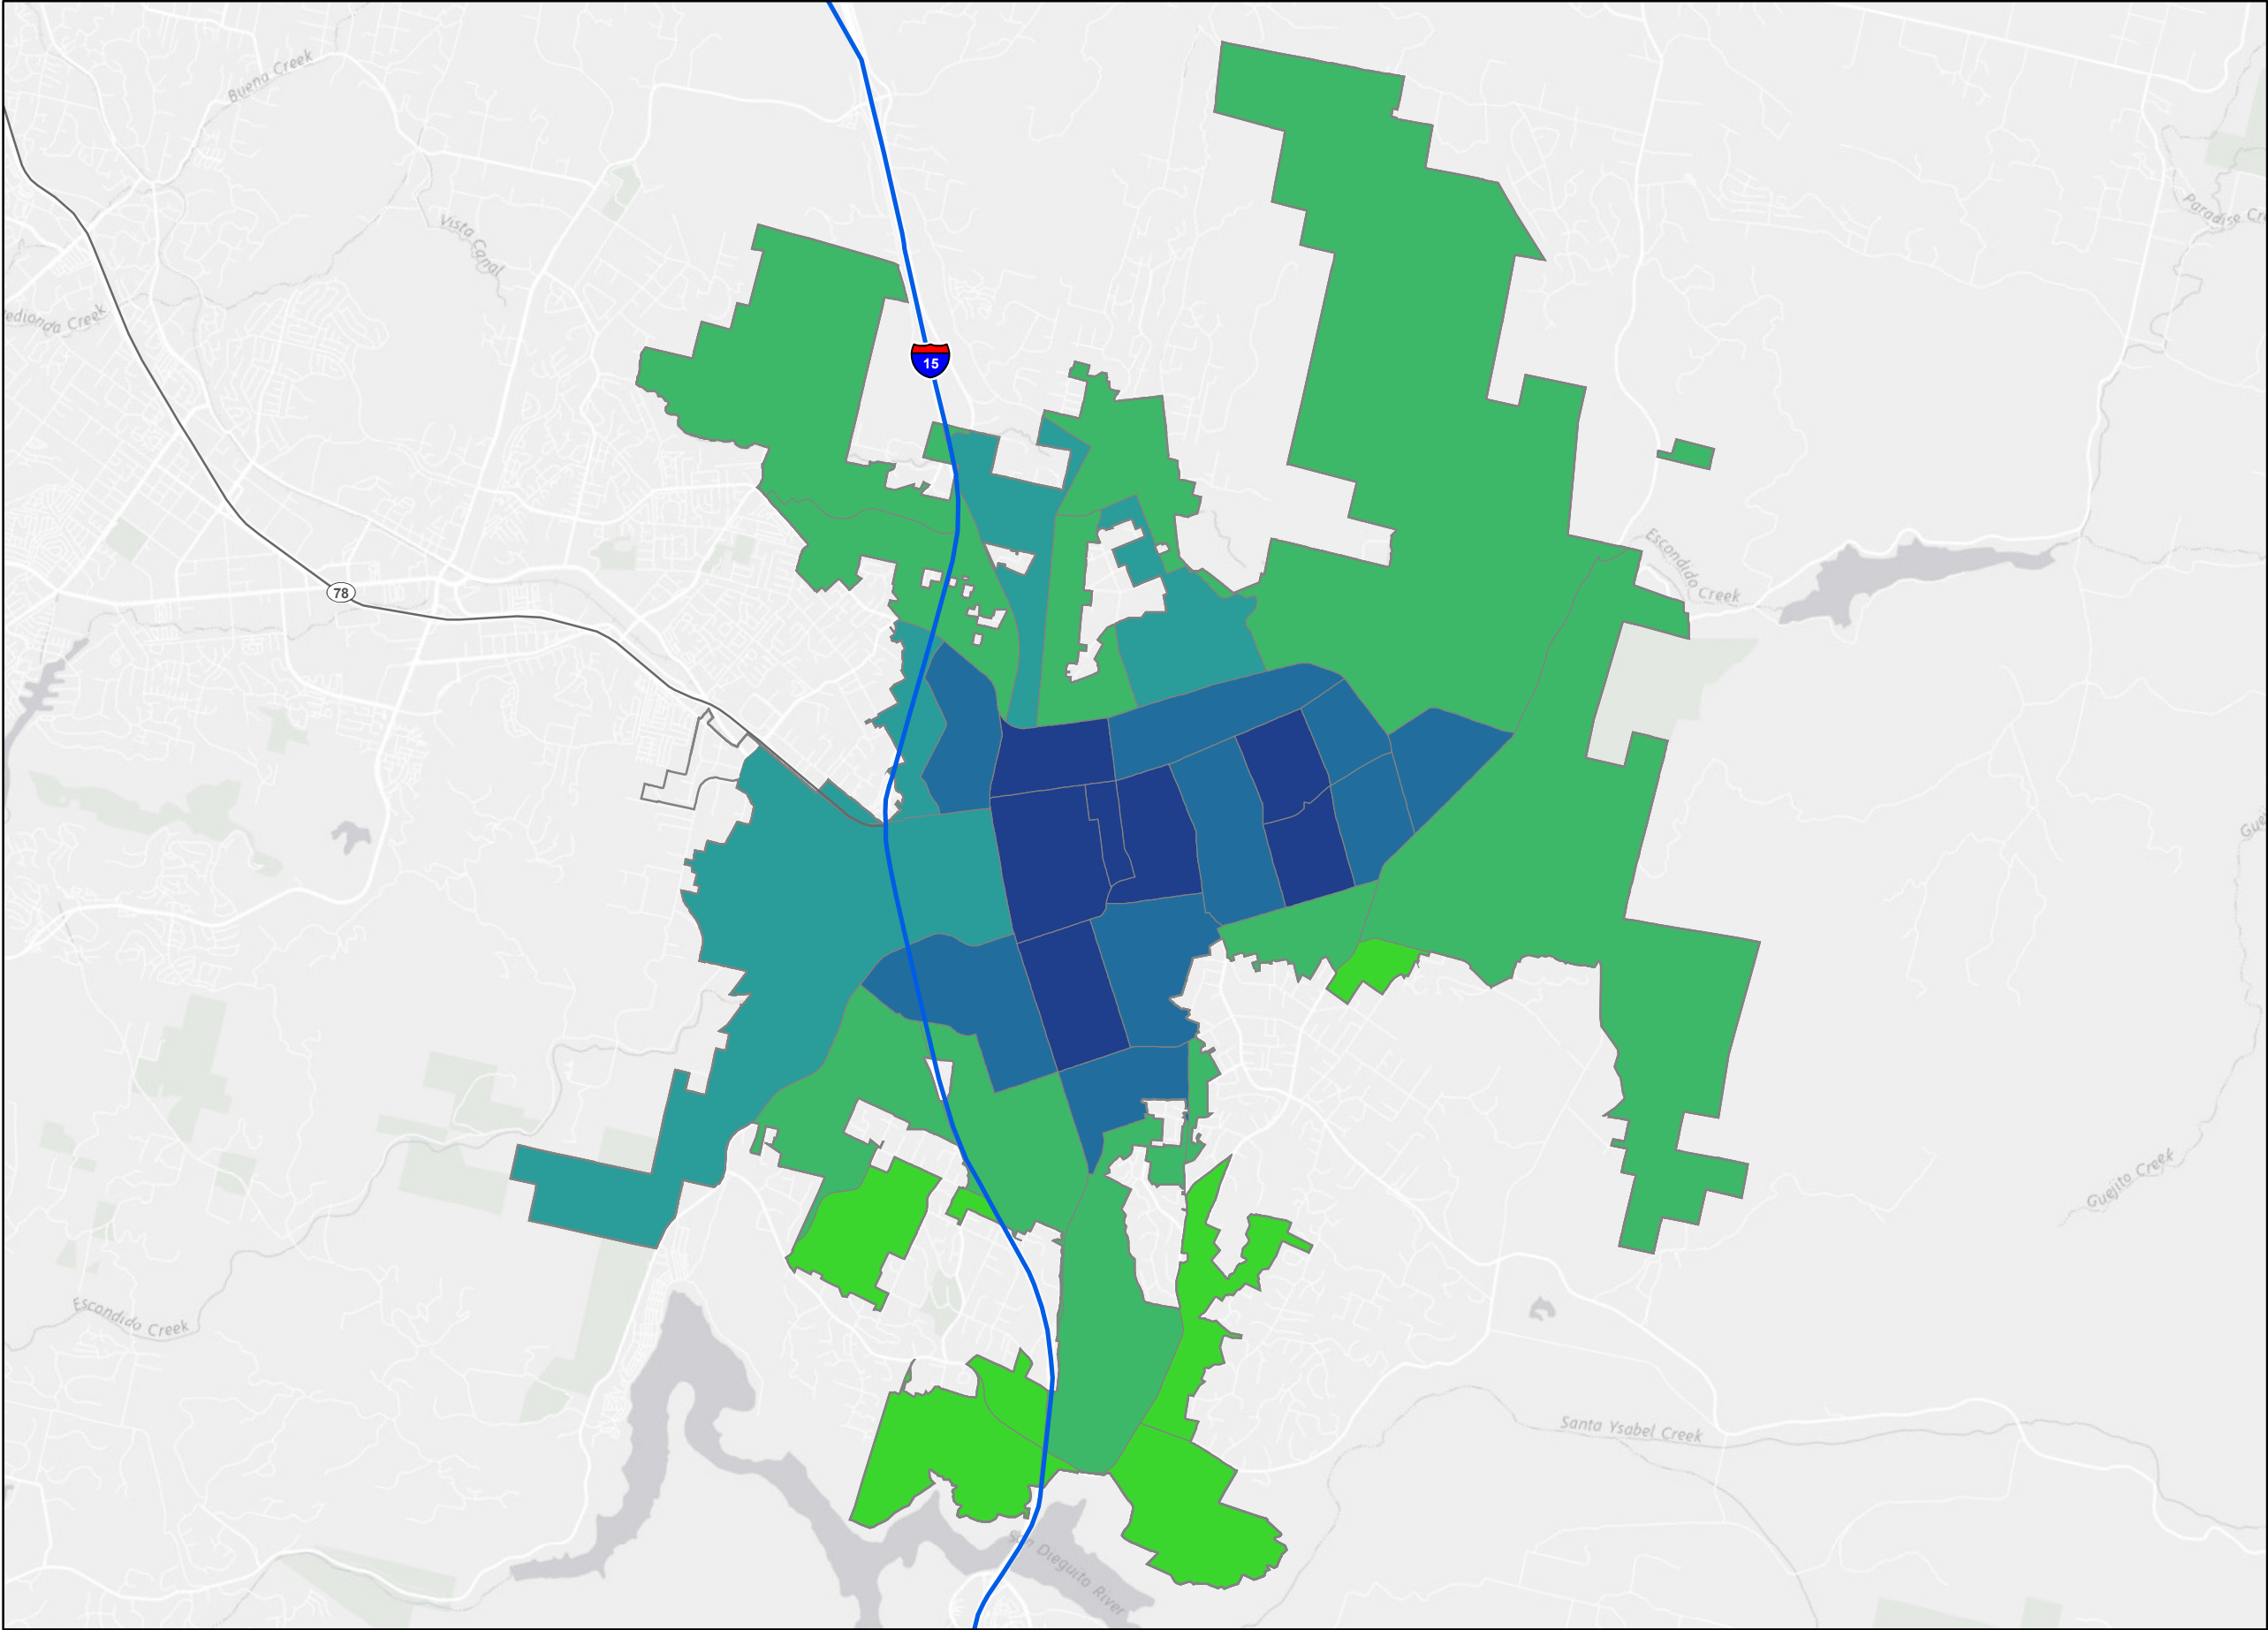 Buena Creek
Vista Canal
Paradise Cr
edionda Creek
15
Escondido Creek
78
Guej
Guejito Creek
Escondido Creek
Santa Ysabel Creek
San Dieguito River